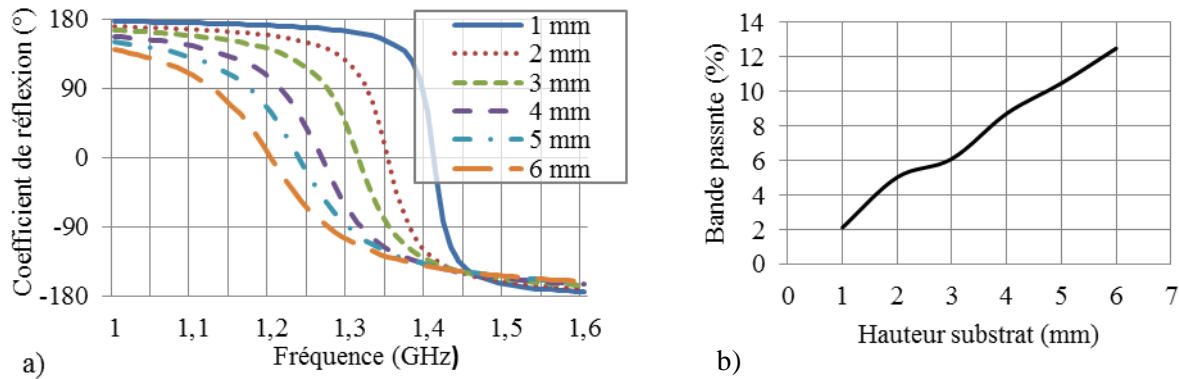 Coefficient de réflexion (°)
180
90
0
-90
-180
1 mm
2 mm
3 mm
4 mm
5 mm
6 mm
1 1,1 1,2 1,3 1,4 1,5 1,6
Fréquence (GHz)
a)
Bande passnte (%)
14
12
10
8
6
4
2
0
0 1 2 3 4 5 6 7
Hauteur substrat (mm)
b)